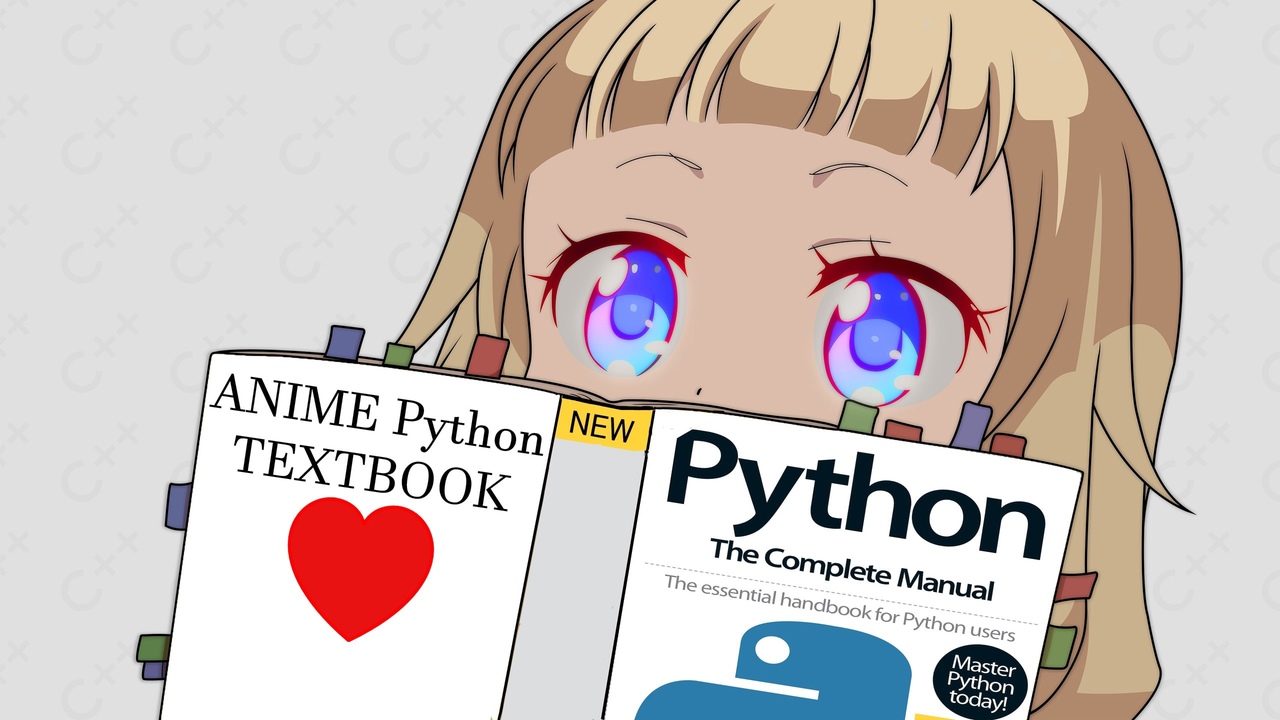 ANIME Python
TEXTBOOK
NEW
Python
The Complete Manual
The essential handbook for Python users
Master
Python
today!